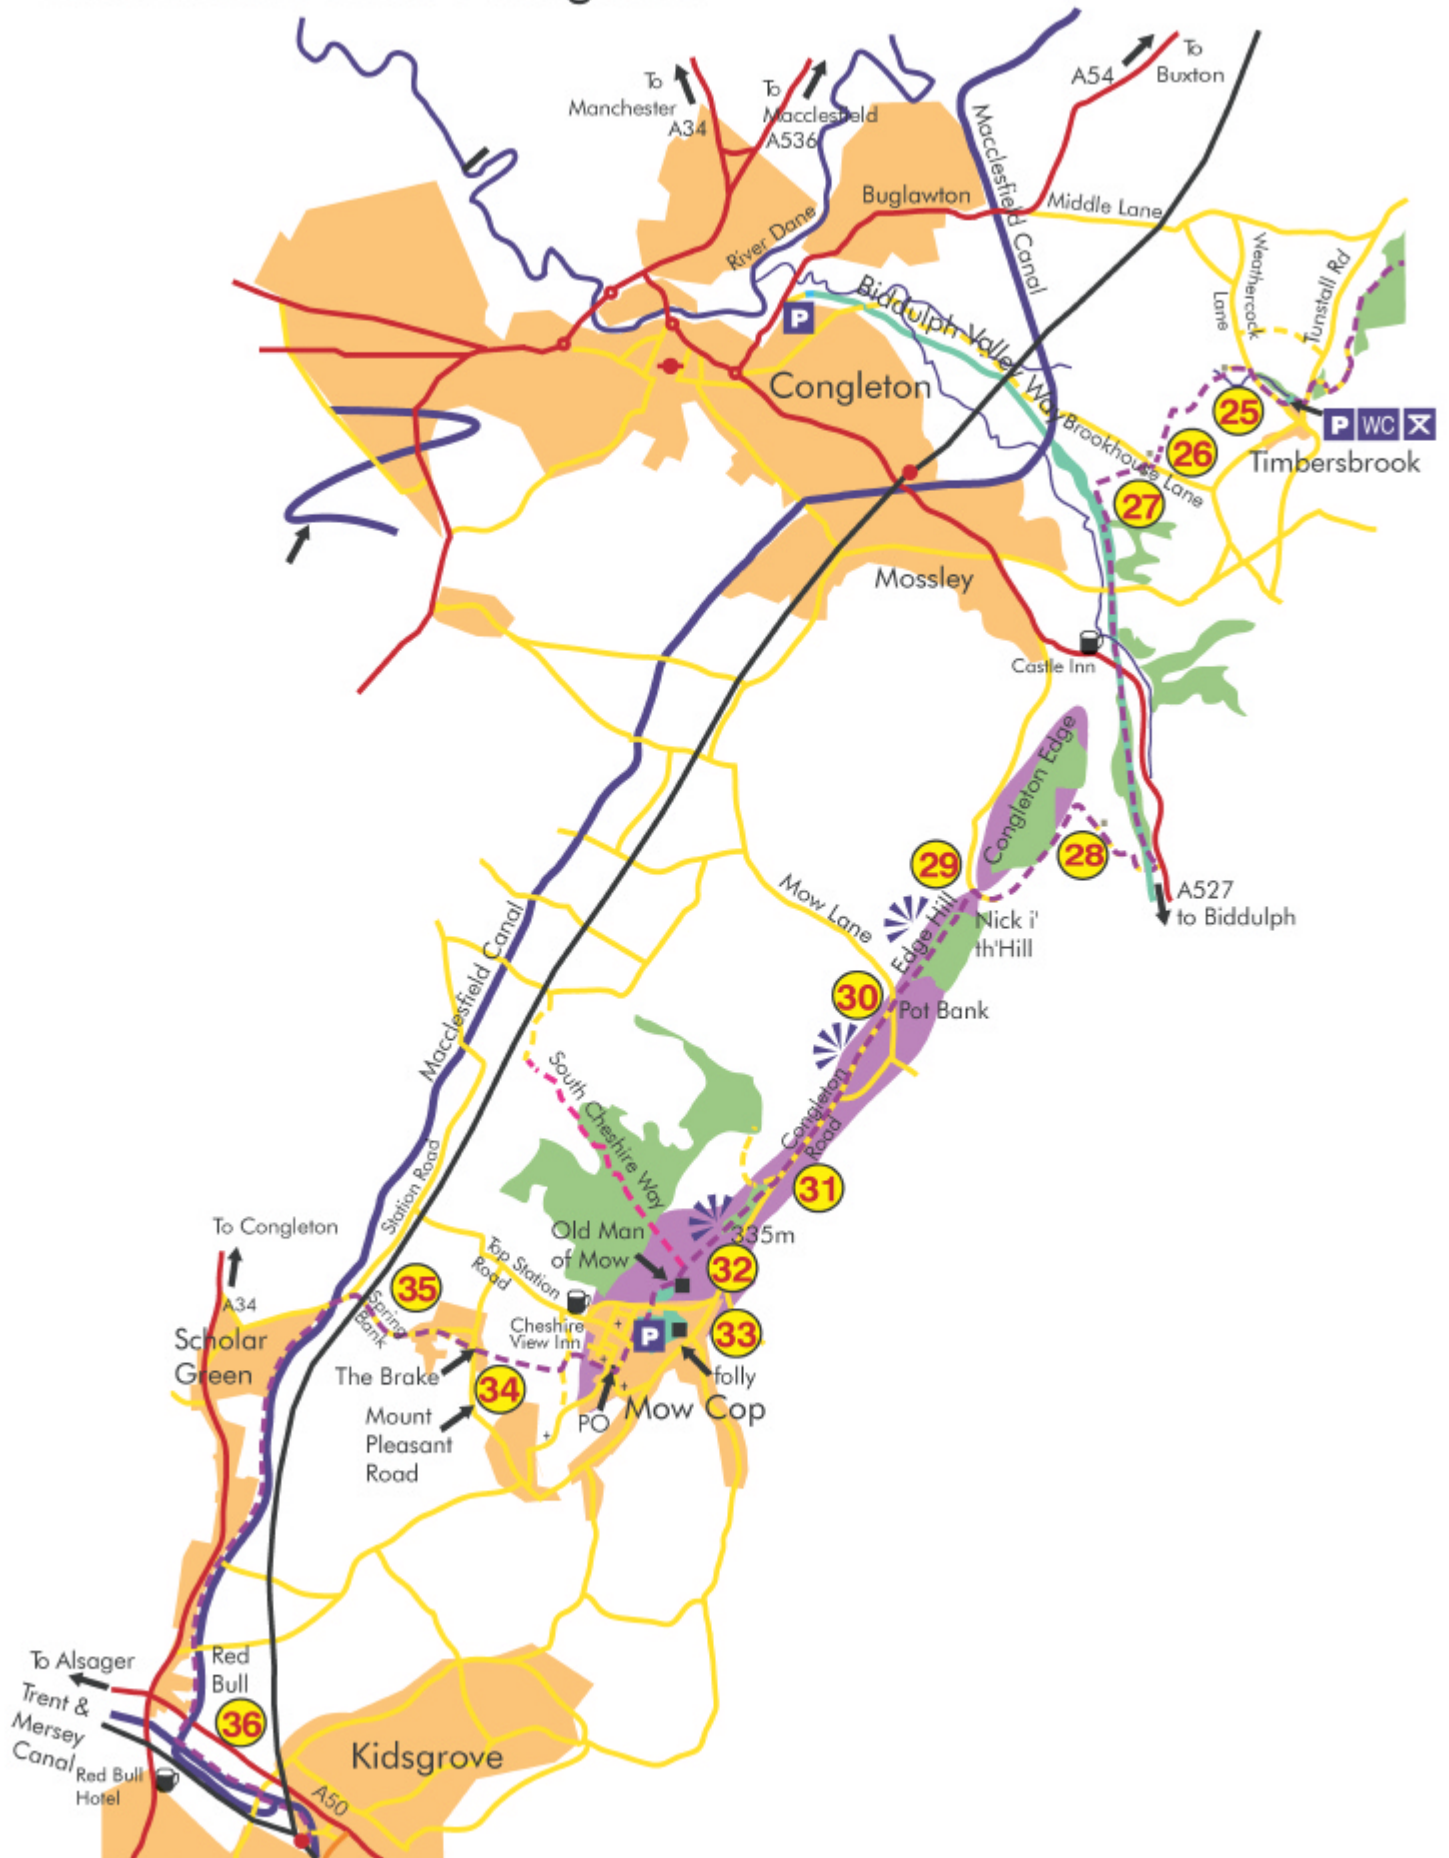 To
Manchester
A34
To
Macclesfield
A536
A54
To
Buxton
Macclesfield Canal
Buglawton
Middle Lane
River Dane
Weathercock
Lane
Tunstall Rd
P
Biddulph Valley Way
Congleton
25
P WC
26
Brookhouse Lane
Timbersbrook
27
Mossley
Castle Inn
Congleton Edge
28
29
Mow Lane
Edge Hill
Nick i'
th'Hill
A527
to Biddulph
30
Pot Bank
Macclesfield Canal
South Cheshire Way
Congleton
Road
31
Station Road
To Congleton
Old Man
of Mow
335m
Top Station
Road
32
35
A34
Spring
Bank
Cheshire
View Inn
P
33
Scholar
Green
The Brake
34
folly
PO
Mow Cop
Mount
Pleasant
Road
To Alsager
Red
Bull
Trent &
Mersey
Canal
36
Red Bull
Hotel
Kidsgrove
A50